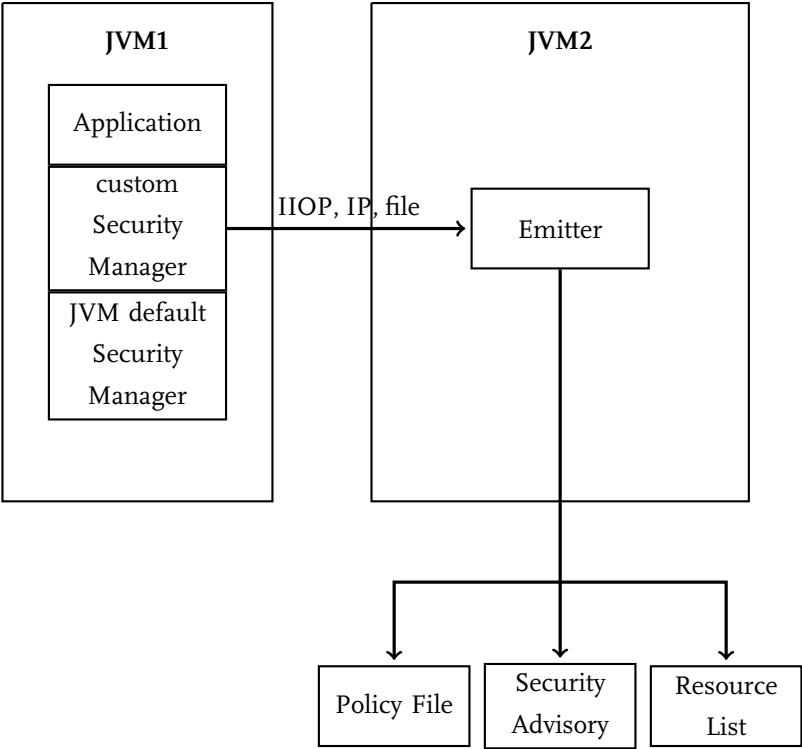 JVM1
JVM2
Application
custom
Security
Manager
IIOP, IP, file
Emitter
JVM default
Security
Manager
Policy File
Security
Advisory
Resource
List